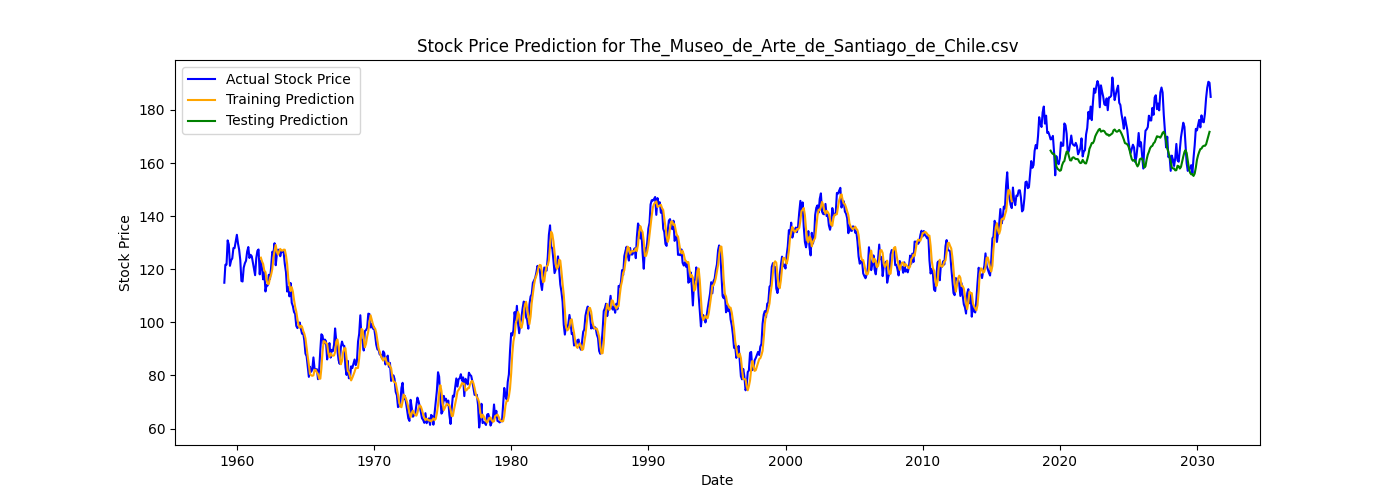 Stock Price Prediction for The_Museo_de_Arte_de_Santiago_de_Chile.csv
Actual Stock Price
Training Prediction
Testing Prediction
Stock Price
180
160
140
120
100
80
60
1960 1970 1980 1990 2000 2010 2020 2030
Date